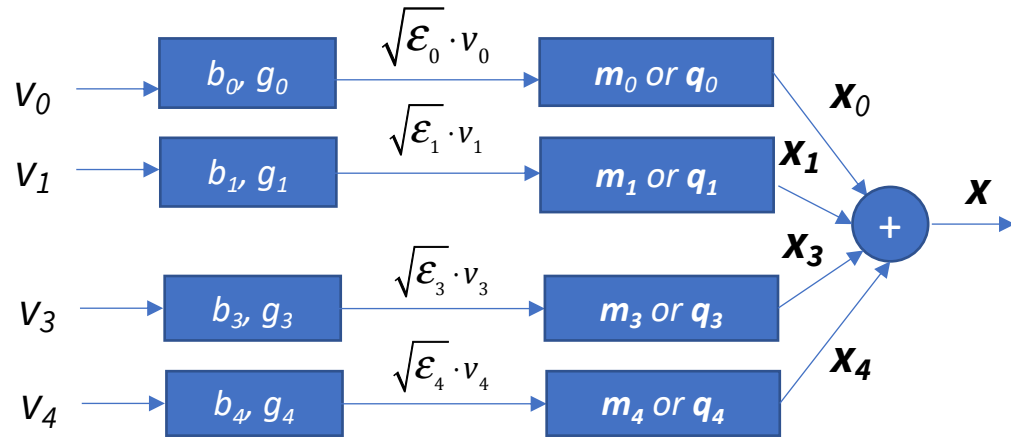 v₀ b₀, g₀ √ε₀ · v₀ m₀ or q₀ x₀
v₁ b₁, g₁ √ε₁ · v₁ m₁ or q₁ x₁
+ x
v₃ b₃, g₃ √ε₃ · v₃ m₃ or q₃ x₃
v₄ b₄, g₄ √ε₄ · v₄ m₄ or q₄ x₄